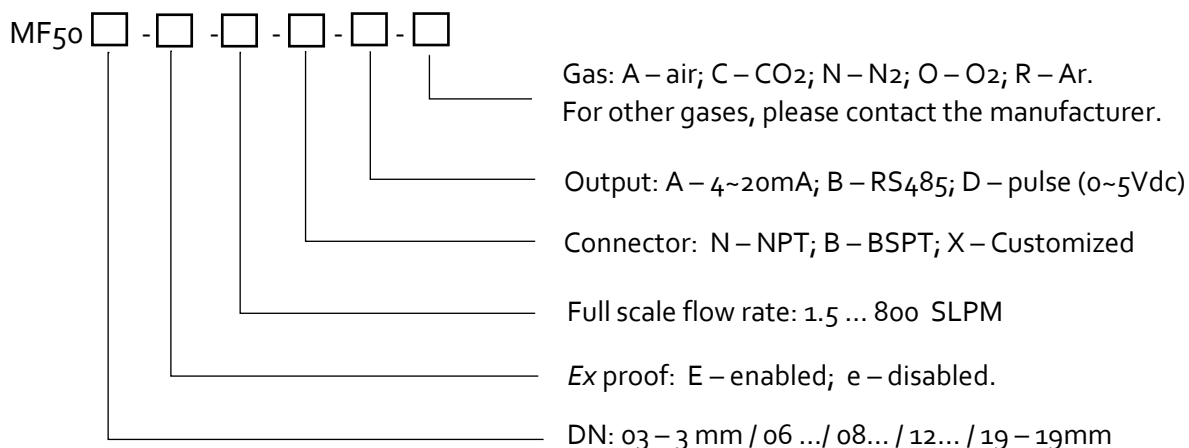 MF50 - - - - -
Gas: A – air; C – CO2; N – N2; O – O2; R – Ar.
For other gases, please contact the manufacturer.
Output: A – 4~20mA; B – RS485; D – pulse (0~5Vdc)
Connector: N – NPT; B – BSPT; X – Customized
Full scale flow rate: 1.5 ... 800 SLPM
Ex proof: E – enabled; e – disabled.
DN: 03 – 3 mm / 06 .../ 08... / 12... / 19 – 19mm